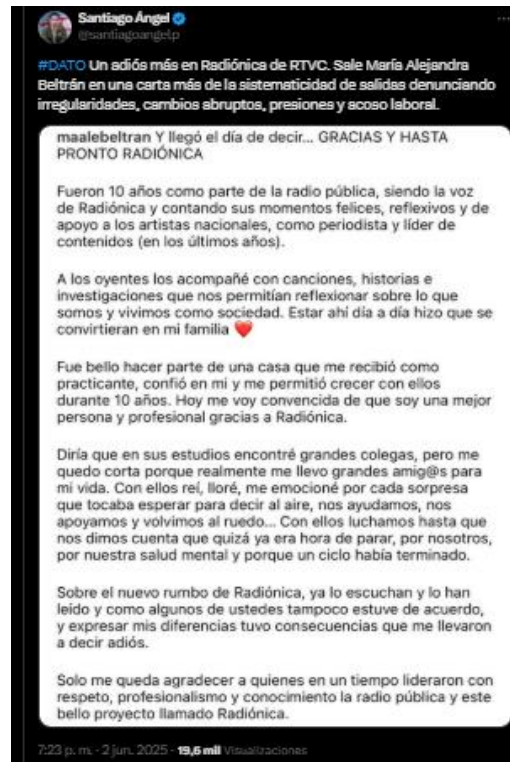 Santiago Ángel
@santiagoangelp
#DATO Un adiós más en Radiónica de RTVC. Sale María Alejandra
Beltrán en una carta más de la sistematicidad de salidas denunciando
irregularidades, cambios abruptos, presiones y acoso laboral.
maalebeltran Y llegó el día de decir... GRACIAS Y HASTA
PRONTO RADIÓNICA
Fueron 10 años como parte de la radio pública, siendo la voz
de Radiónica y contando sus momentos felices, reflexivos y de
apoyo a los artistas nacionales, como periodista y líder de
contenidos (en los últimos años).
A los oyentes los acompañé con canciones, historias e
investigaciones que nos permitían reflexionar sobre lo que
somos y vivimos como sociedad. Estar ahí día a día hizo que se
convirtieran en mi familia ❤️
Fue bello hacer parte de una casa que me recibió como
practicante, confió en mi y me permitió crecer con ellos
durante 10 años. Hoy me voy convencida de que soy una mejor
persona y profesional gracias a Radiónica.
Diría que en sus estudios encontré grandes colegas, pero me
quedo corta porque realmente me llevo grandes amig@s para
mi vida. Con ellos reí, lloré, me emocioné por cada sorpresa
que tocaba esperar para decir al aire, nos ayudamos, nos
apoyamos y volvimos al ruedo... Con ellos luchamos hasta que
nos dimos cuenta que quizá ya era hora de parar, por nosotros,
por nuestra salud mental y porque un ciclo había terminado.
Sobre el nuevo rumbo de Radiónica, ya lo escuchan y lo han
leído y como algunos de ustedes tampoco estuve de acuerdo,
y expresar mis diferencias tuvo consecuencias que me llevaron
a decir adiós.
Solo me queda agradecer a quienes en un tiempo lideraron con
respeto, profesionalismo y conocimiento la radio pública y este
bello proyecto llamado Radiónica.
7:23 p. m. · 2 jun. 2025 · 19,6 mil Visualizaciones